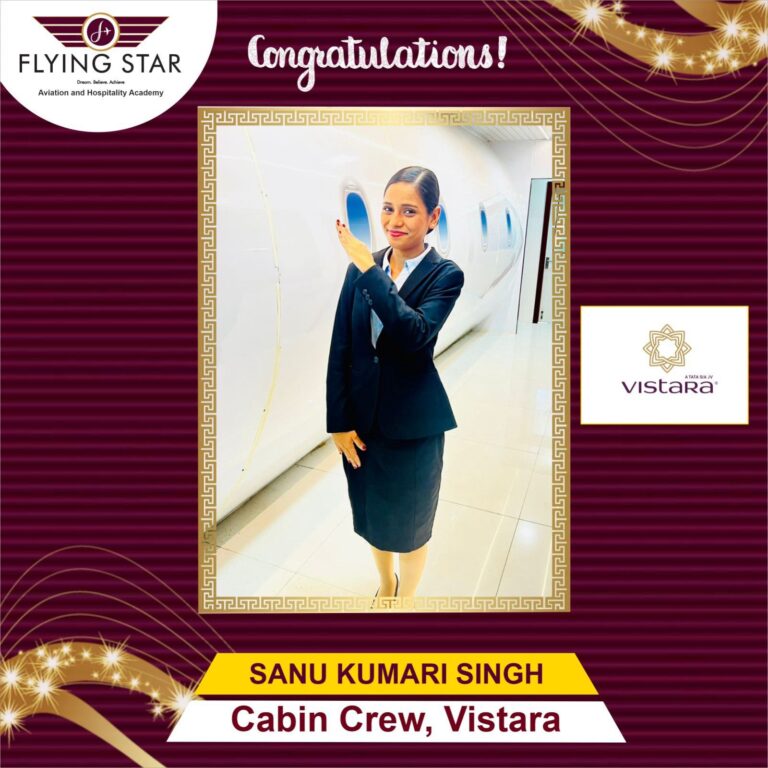 FLYING STAR
Dream. Believe. Achieve
Aviation and Hospitality Academy
Congratulations!
A TATA SIA JV
VISTARA®
SANU KUMARI SINGH
Cabin Crew, Vistara